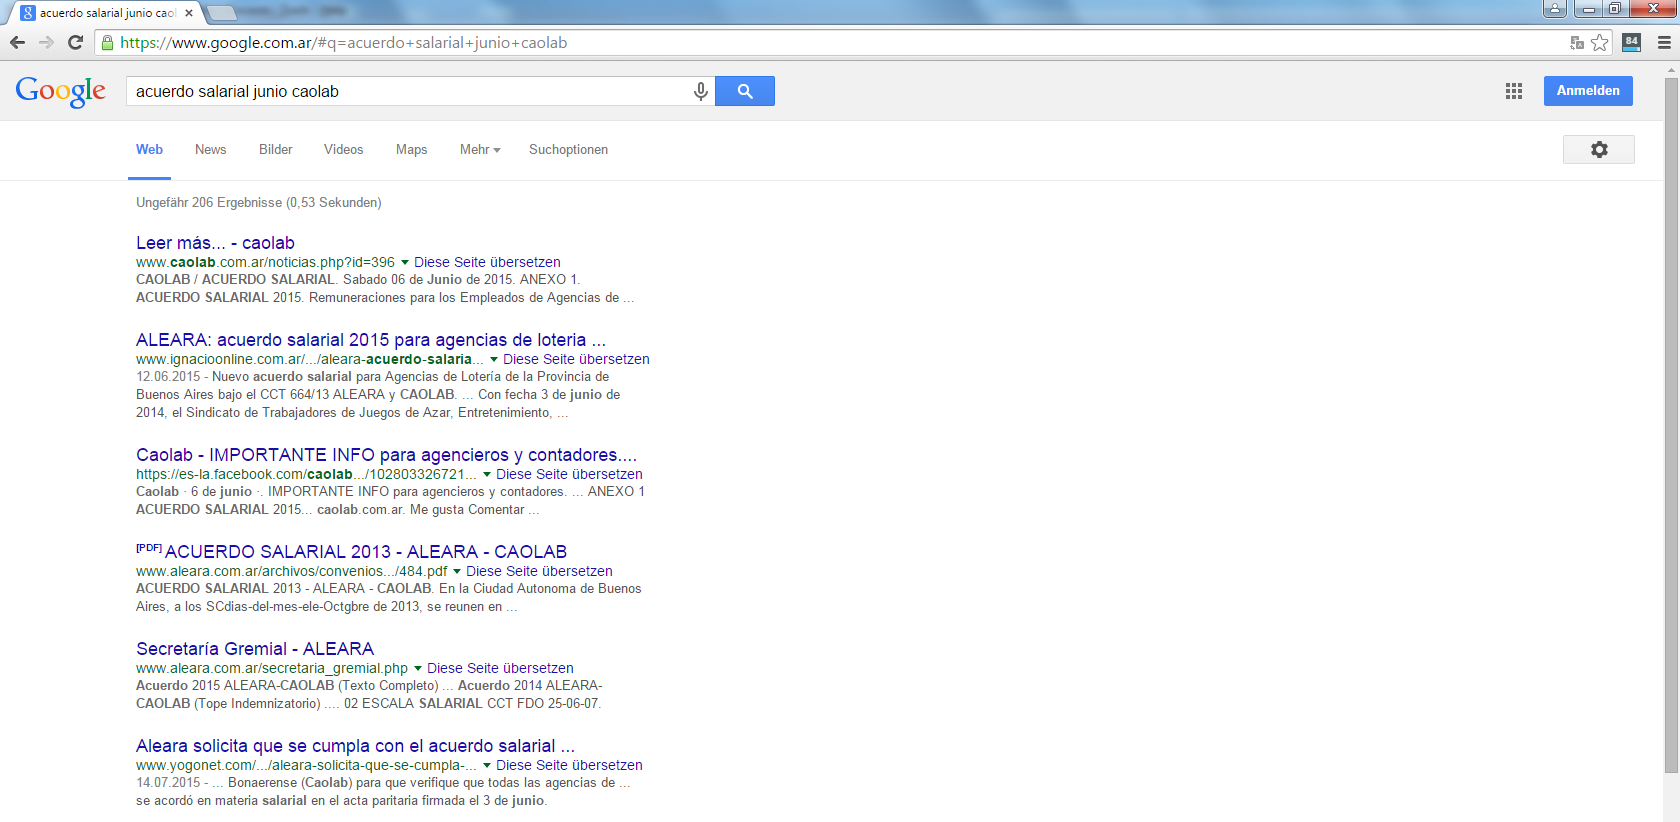 acuerdo salarial junio caol
https://www.google.com.ar/#q=acuerdo+salarial+junio+caolab
84
Google
acuerdo salarial junio caolab
Anmelden
Web News Bilder Videos Maps Mehr Suchoptionen
Ungefähr 206 Ergebnisse (0,53 Sekunden)
Leer más... - caolab
www.caolab.com.ar/noticias.php?id=396 Diese Seite übersetzen
CAOLAB / ACUERDO SALARIAL. Sabado 06 de Junio de 2015. ANEXO 1.
ACUERDO SALARIAL 2015. Remuneraciones para los Empleados de Agencias de ...
ALEARA: acuerdo salarial 2015 para agencias de loteria ...
www.ignacioonline.com.ar/.../aleara-acuerdo-salaria... Diese Seite übersetzen
12.06.2015 - Nuevo acuerdo salarial para Agencias de Lotería de la Provincia de
Buenos Aires bajo el CCT 664/13 ALEARA y CAOLAB. ... Con fecha 3 de junio de
2014, el Sindicato de Trabajadores de Juegos de Azar, Entretenimiento, ...
Caolab - IMPORTANTE INFO para agencieros y contadores....
https://es-la.facebook.com/caolab.../102803326721... Diese Seite übersetzen
Caolab · 6 de junio ·. IMPORTANTE INFO para agencieros y contadores. ... ANEXO 1
ACUERDO SALARIAL 2015... caolab.com.ar. Me gusta Comentar ...
[PDF] ACUERDO SALARIAL 2013 - ALEARA - CAOLAB
www.aleara.com.ar/archivos/convenios.../484.pdf Diese Seite übersetzen
ACUERDO SALARIAL 2013 - ALEARA - CAOLAB. En la Ciudad Autonoma de Buenos
Aires, a los SCdias-del-mes-ele-Octgbre de 2013, se reunen en ...
Secretaría Gremial - ALEARA
www.aleara.com.ar/secretaria_gremial.php Diese Seite übersetzen
Acuerdo 2015 ALEARA-CAOLAB (Texto Completo) ... Acuerdo 2014 ALEARA-
CAOLAB (Tope Indemnizatorio) .... 02 ESCALA SALARIAL CCT FDO 25-06-07.
Aleara solicita que se cumpla con el acuerdo salarial ...
www.yogonet.com/.../aleara-solicita-que-se-cumpla-... Diese Seite übersetzen
14.07.2015 - ... Bonaerense (Caolab) para que verifique que todas las agencias de ...
se acordó en materia salarial en el acta paritaria firmada el 3 de junio.